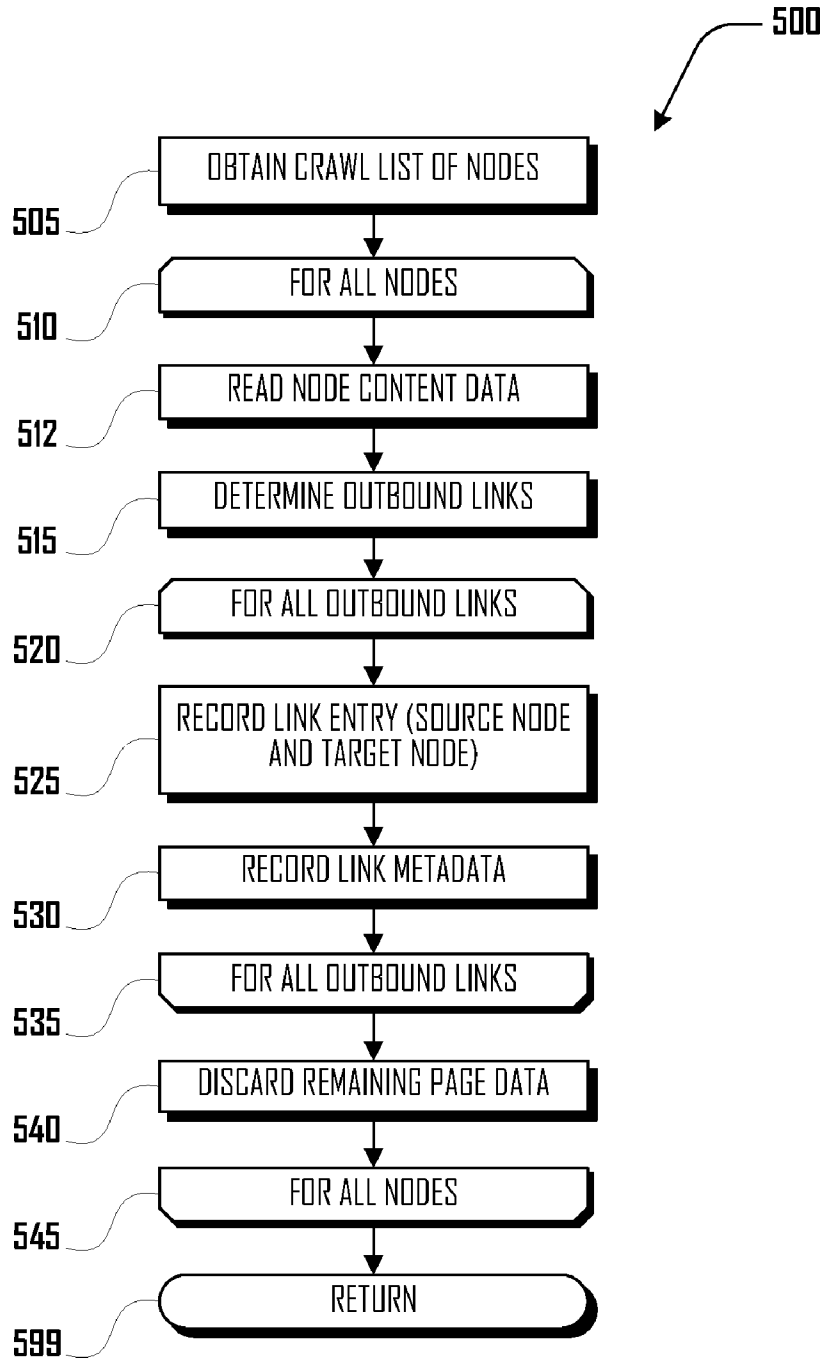 500
OBTAIN CRAWL LIST OF NODES
505
FOR ALL NODES
510
READ NODE CONTENT DATA
512
DETERMINE OUTBOUND LINKS
515
FOR ALL OUTBOUND LINKS
520
RECORD LINK ENTRY (SOURCE NODE
AND TARGET NODE)
525
RECORD LINK METADATA
530
FOR ALL OUTBOUND LINKS
535
DISCARD REMAINING PAGE DATA
540
FOR ALL NODES
545
RETURN
599